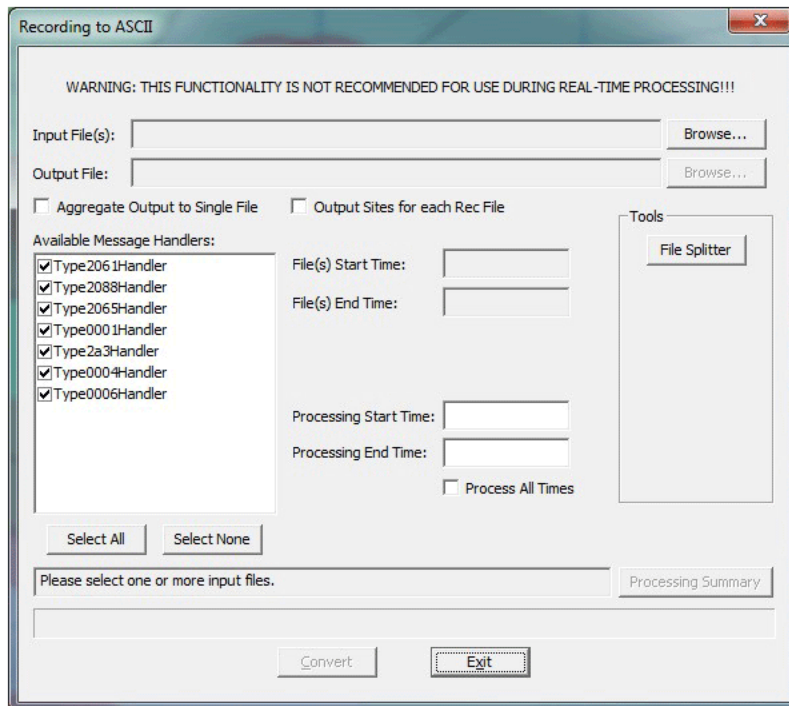 Recording to ASCII
WARNING: THIS FUNCTIONALITY IS NOT RECOMMENDED FOR USE DURING REAL-TIME PROCESSING!!!
Input File(s):
Browse...
Output File:
Browse...
Aggregate Output to Single File
Output Sites for each Rec File
Tools
File Splitter
Available Message Handlers:
Type2061Handler
Type2088Handler
Type2065Handler
Type0001Handler
Type2a3Handler
Type0004Handler
Type0006Handler
File(s) Start Time:
File(s) End Time:
Processing Start Time:
Processing End Time:
Process All Times
Select All
Select None
Please select one or more input files.
Processing Summary
Convert
Exit